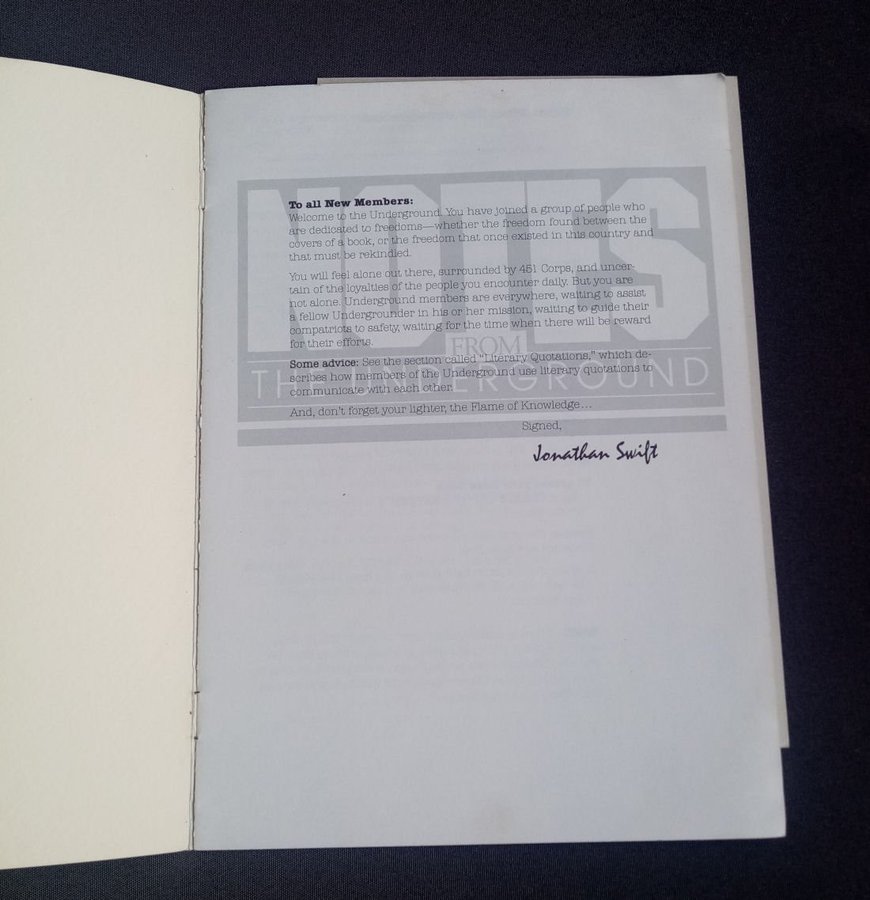 NOTES
FROM
THE UNDERGROUND
To all New Members:
Welcome to the Underground. You have joined a group of people who
are dedicated to freedoms—whether the freedom found between the
covers of a book, or the freedom that once existed in this country and
that must be rekindled.
You will feel alone out there, surrounded by 451 Corps, and uncer-
tain of the loyalties of the people you encounter daily. But you are
not alone. Underground members are everywhere, waiting to assist
a fellow Undergrounder in his or her mission, waiting to guide their
compatriots to safety, waiting for the time when there will be reward
for their efforts.
Some advice: See the section called "Literary Quotations," which de-
scribes how members of the Underground use literary quotations to
communicate with each other.
And, don't forget your lighter, the Flame of Knowledge...
Signed,
Jonathan Swift